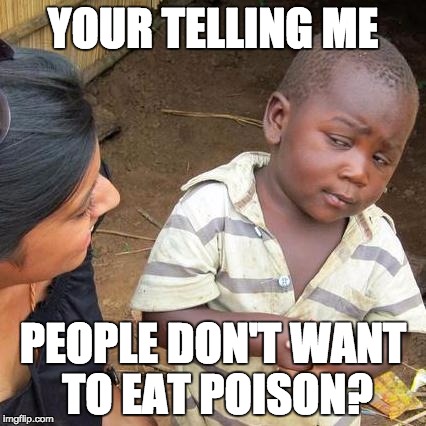 YOUR TELLING ME
PEOPLE DON'T WANT
TO EAT POISON?
imgflip.com